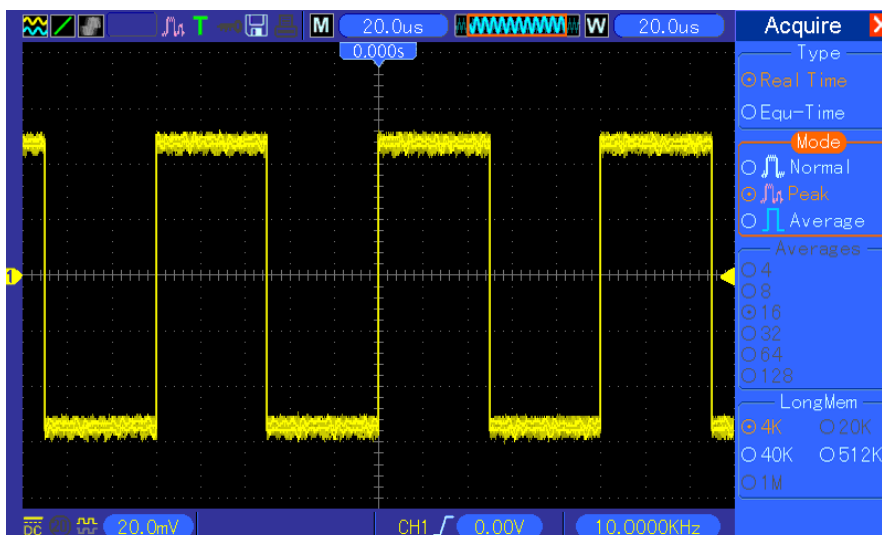 M 20.0us W 20.0us
0.000s
Acquire
Type
Real Time
Equ-Time
Mode
Normal
Peak
Average
Averages
4
8
16
32
64
128
LongMem
4K 20K
40K 512K
1M
T
1
DC 20.0mV CH1 0.00V 10.0000KHz